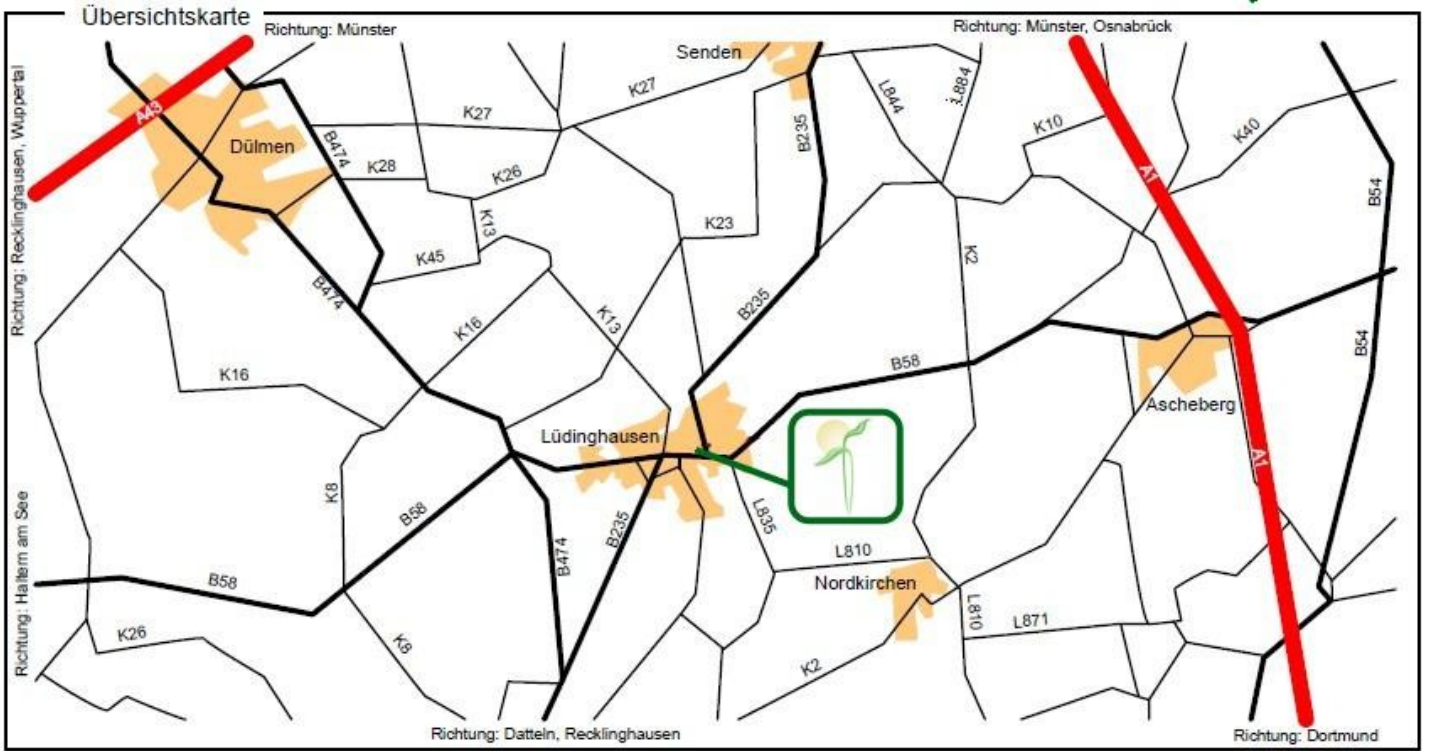 Übersichtskarte
Richtung: Münster
Richtung: Münster, Osnabrück
Senden
Richtung: Recklinghausen, Wuppertal
A43
K27
K27
L844
L884
K10
K40
Dülmen
B474
B235
K28
K26
A1
B54
K13
K23
K45
K2
B474
B235
K16
K13
B58
B54
K16
Ascheberg
Lüdinghausen
A1
K8
B58
L835
B235
B474
L810
Richtung: Haltern am See
B58
Nordkirchen
L810
L871
K26
K8
K2
Richtung: Datteln, Recklinghausen
Richtung: Dortmund